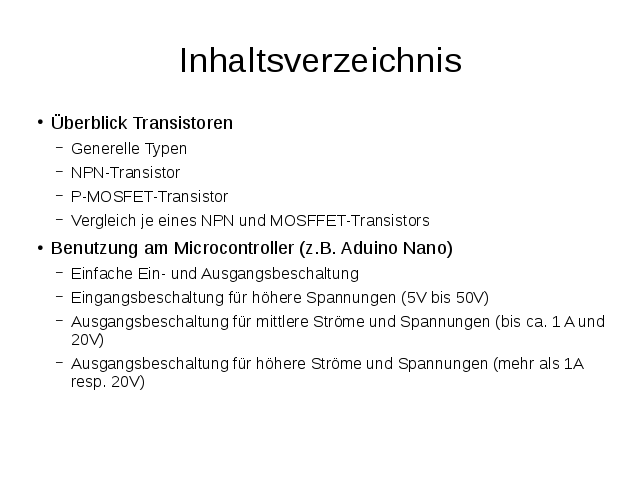 Inhaltsverzeichnis
• Überblick Transistoren
– Generelle Typen
– NPN-Transistor
– P-MOSFET-Transistor
– Vergleich je eines NPN und MOSFFET-Transistors
• Benutzung am Microcontroller (z.B. Aduino Nano)
– Einfache Ein- und Ausgangsbeschaltung
– Eingangsbeschaltung für höhere Spannungen (5V bis 50V)
– Ausgangsbeschaltung für mittlere Ströme und Spannungen (bis ca. 1 A und
20V)
– Ausgangsbeschaltung für höhere Ströme und Spannungen (mehr als 1A
resp. 20V)